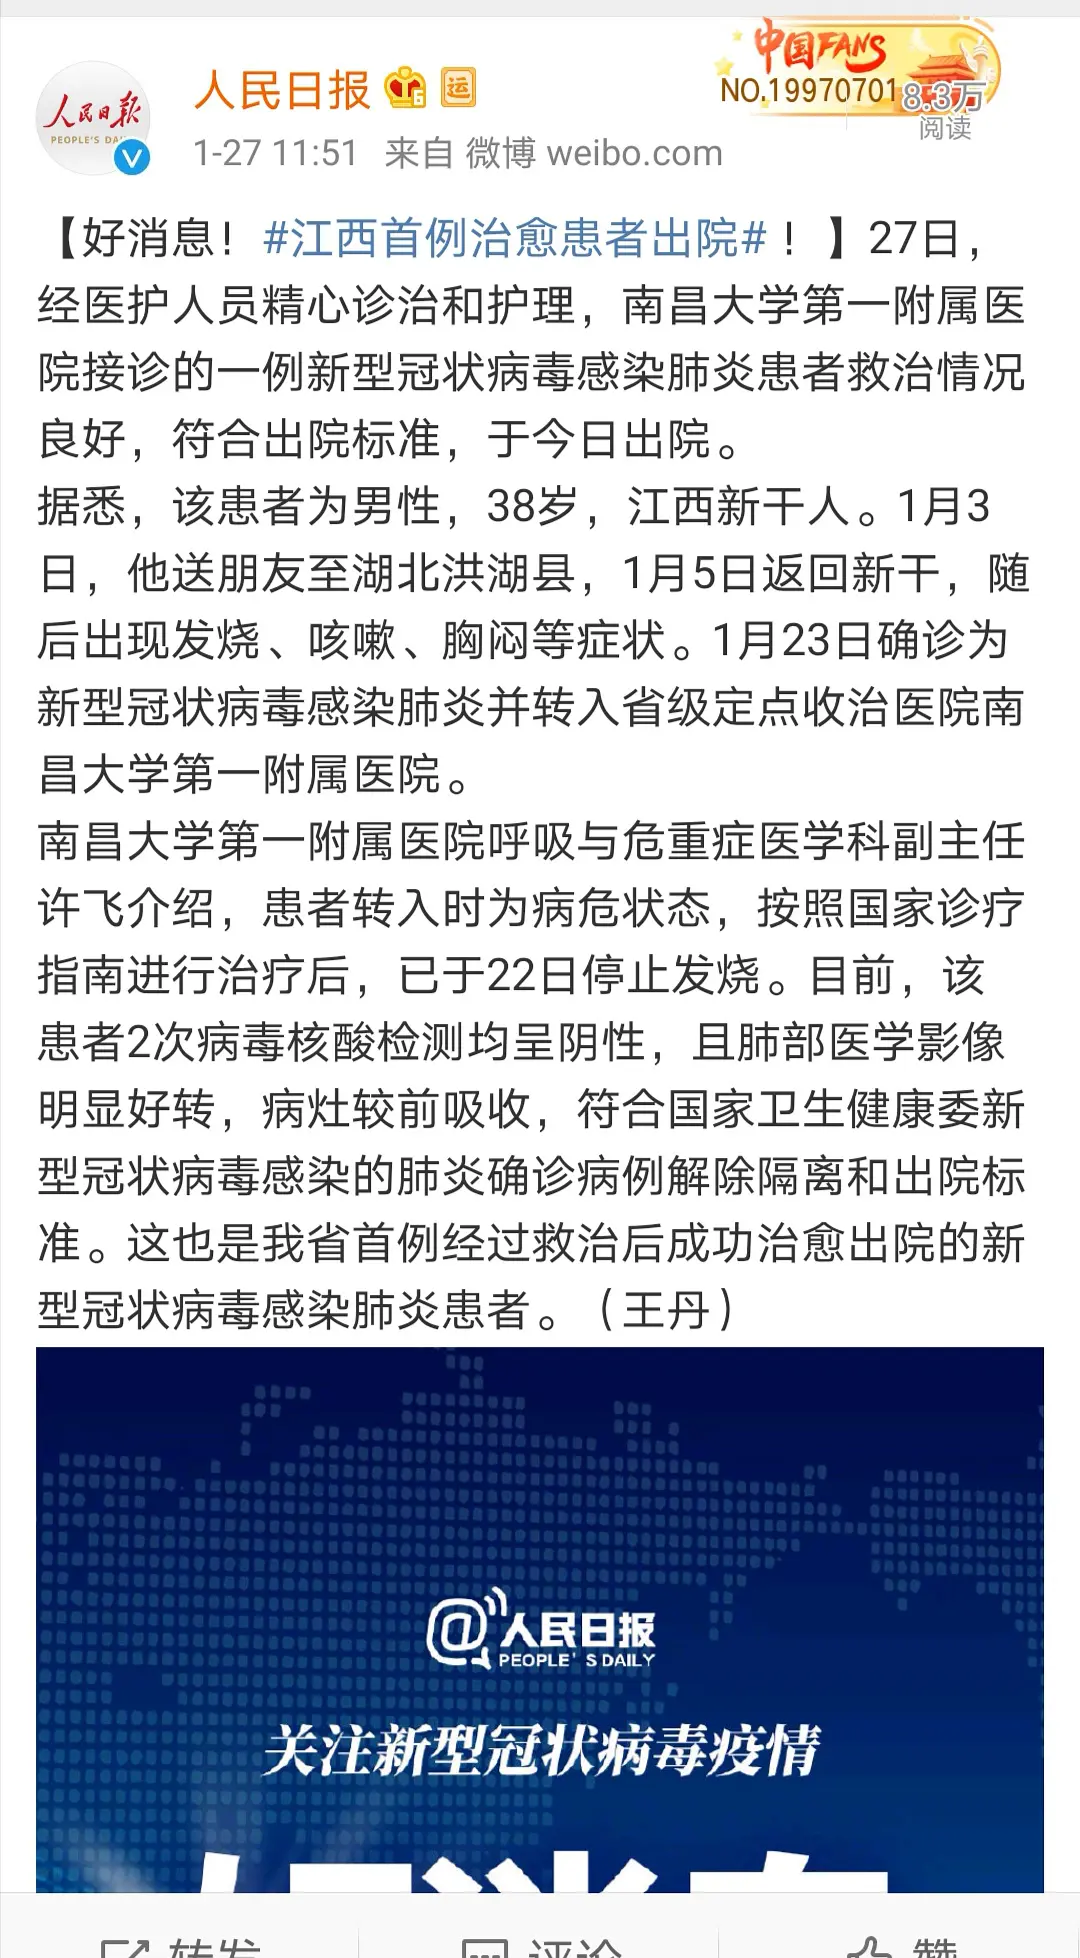 中国FANS
人民日报
运
NO.19970701
8.3万
阅读
人民日报
1-27 11:51 来自 微博 weibo.com
【好消息！#江西首例治愈患者出院#！】27日，
经医护人员精心诊治和护理，南昌大学第一附属医
院接诊的一例新型冠状病毒感染肺炎患者救治情况
良好，符合出院标准，于今日出院。
据悉，该患者为男性，38岁，江西新干人。1月3
日，他送朋友至湖北洪湖县，1月5日返回新干，随
后出现发烧、咳嗽、胸闷等症状。1月23日确诊为
新型冠状病毒感染肺炎并转入省级定点收治医院南
昌大学第一附属医院。
南昌大学第一附属医院呼吸与危重症医学科副主任
许飞介绍，患者转入时为病危状态，按照国家诊疗
指南进行治疗后，已于22日停止发烧。目前，该
患者2次病毒核酸检测均呈阴性，且肺部医学影像
明显好转，病灶较前吸收，符合国家卫生健康委新
型冠状病毒感染的肺炎确诊病例解除隔离和出院标
准。这也是我省首例经过救治后成功治愈出院的新
型冠状病毒感染肺炎患者。（王丹）
@人民日报
PEOPLE'S DAILY
关注新型冠状病毒疫情
转发 评论 赞